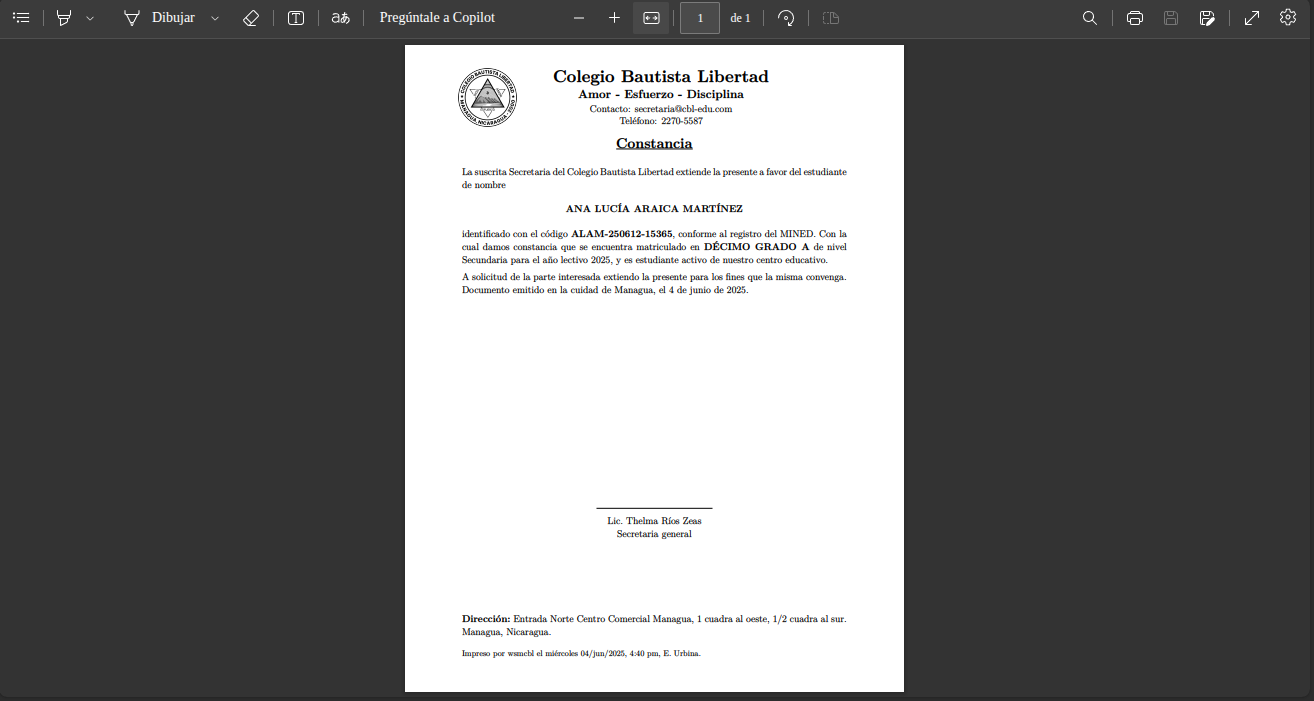 Dibujar
Pregúntale a Copilot
1 de 1
COLEGIO BAUTISTA LIBERTAD
MANAGUA, NICARAGUA
Colegio Bautista Libertad
Amor - Esfuerzo - Disciplina
Contacto: secretaria@cbl-edu.com
Teléfono: 2270-5587
Constancia
La suscrita Secretaria del Colegio Bautista Libertad extiende la presente a favor del estudiante
de nombre
ANA LUCÍA ARAICA MARTÍNEZ
identificado con el código ALAM-250612-15365, conforme al registro del MINED. Con la
cual damos constancia que se encuentra matriculado en DÉCIMO GRADO A de nivel
Secundaria para el año lectivo 2025, y es estudiante activo de nuestro centro educativo.
A solicitud de la parte interesada extiendo la presente para los fines que la misma convenga.
Documento emitido en la cuidad de Managua, el 4 de junio de 2025.
Lic. Thelma Ríos Zeas
Secretaria general
Dirección: Entrada Norte Centro Comercial Managua, 1 cuadra al oeste, 1/2 cuadra al sur.
Managua, Nicaragua.
Impreso por wsmcbl el miércoles 04/jun/2025, 4:40 pm, E. Urbina.